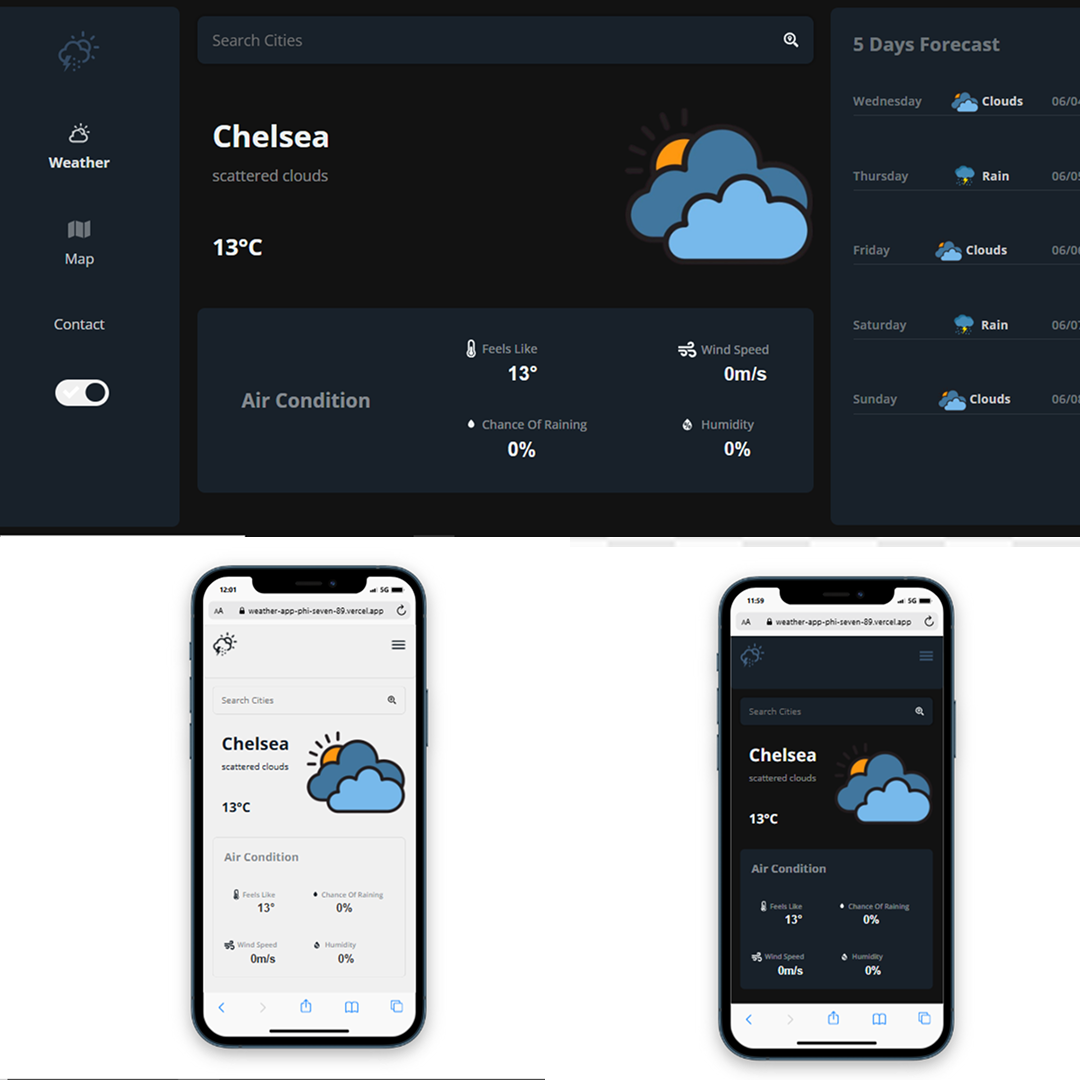 Search Cities
5 Days Forecast
Weather
Map
Contact
Chelsea
scattered clouds
13°C
Air Condition
Feels Like
13°
Wind Speed
0m/s
Chance Of Raining
0%
Humidity
0%
Wednesday Clouds 06/0
Thursday Rain 06/0
Friday Clouds 06/0
Saturday Rain 06/0
Sunday Clouds 06/0
12:01 5G
AA weather-app-phi-seven-89.vercel.app
Search Cities
Chelsea
scattered clouds
13°C
Air Condition
Feels Like Chance Of Raining
13° 0%
Wind Speed Humidity
0m/s 0%
11:59 5G
AA weather-app-phi-seven-89.vercel.app
Search Cities
Chelsea
scattered clouds
13°C
Air Condition
Feels Like Chance Of Raining
13° 0%
Wind Speed Humidity
0m/s 0%